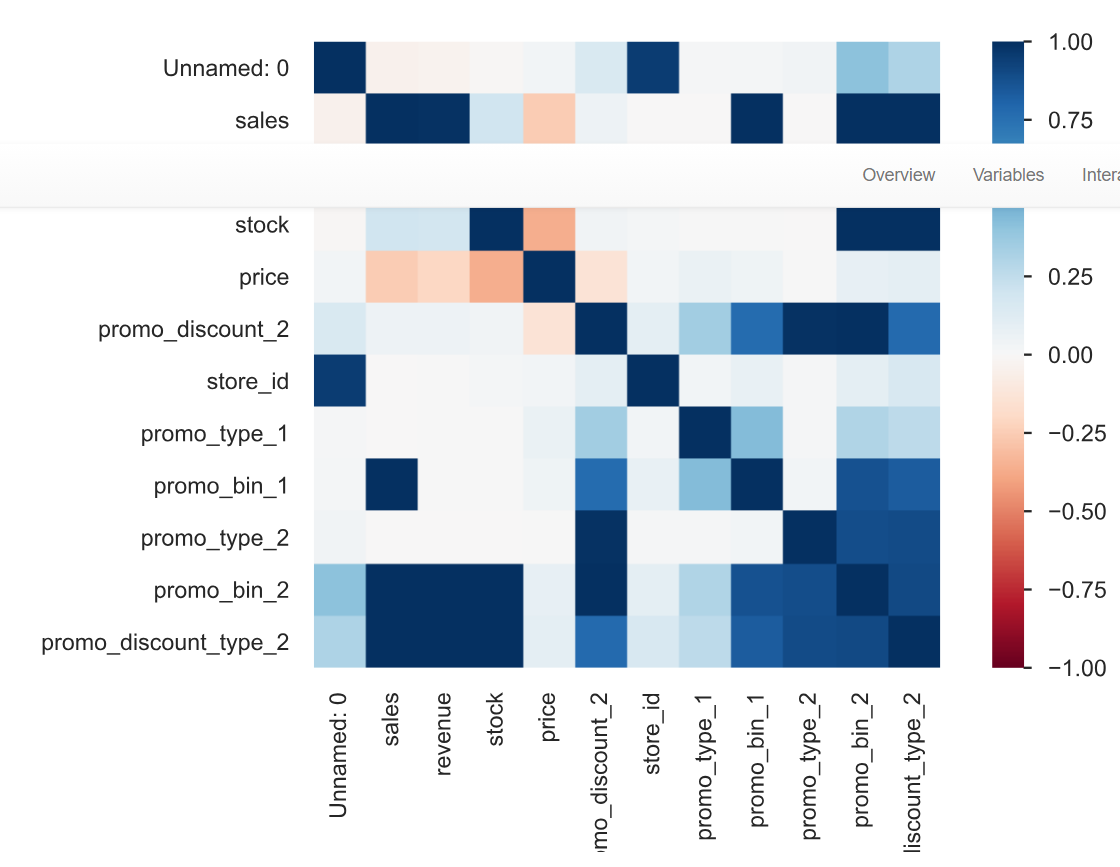 Unnamed: 0
1.00
sales
0.75
Overview Variables
stock
price
0.25
promo_discount_2
0.00
store_id
promo_type_1
−0.25
promo_bin_1
−0.50
promo_type_2
promo_bin_2
−0.75
promo_discount_type_2
−1.00
Unnamed: 0
sales
revenue
stock
price
mo_discount_2
store_id
promo_type_1
promo_bin_1
promo_type_2
promo_bin_2
discount_type_2